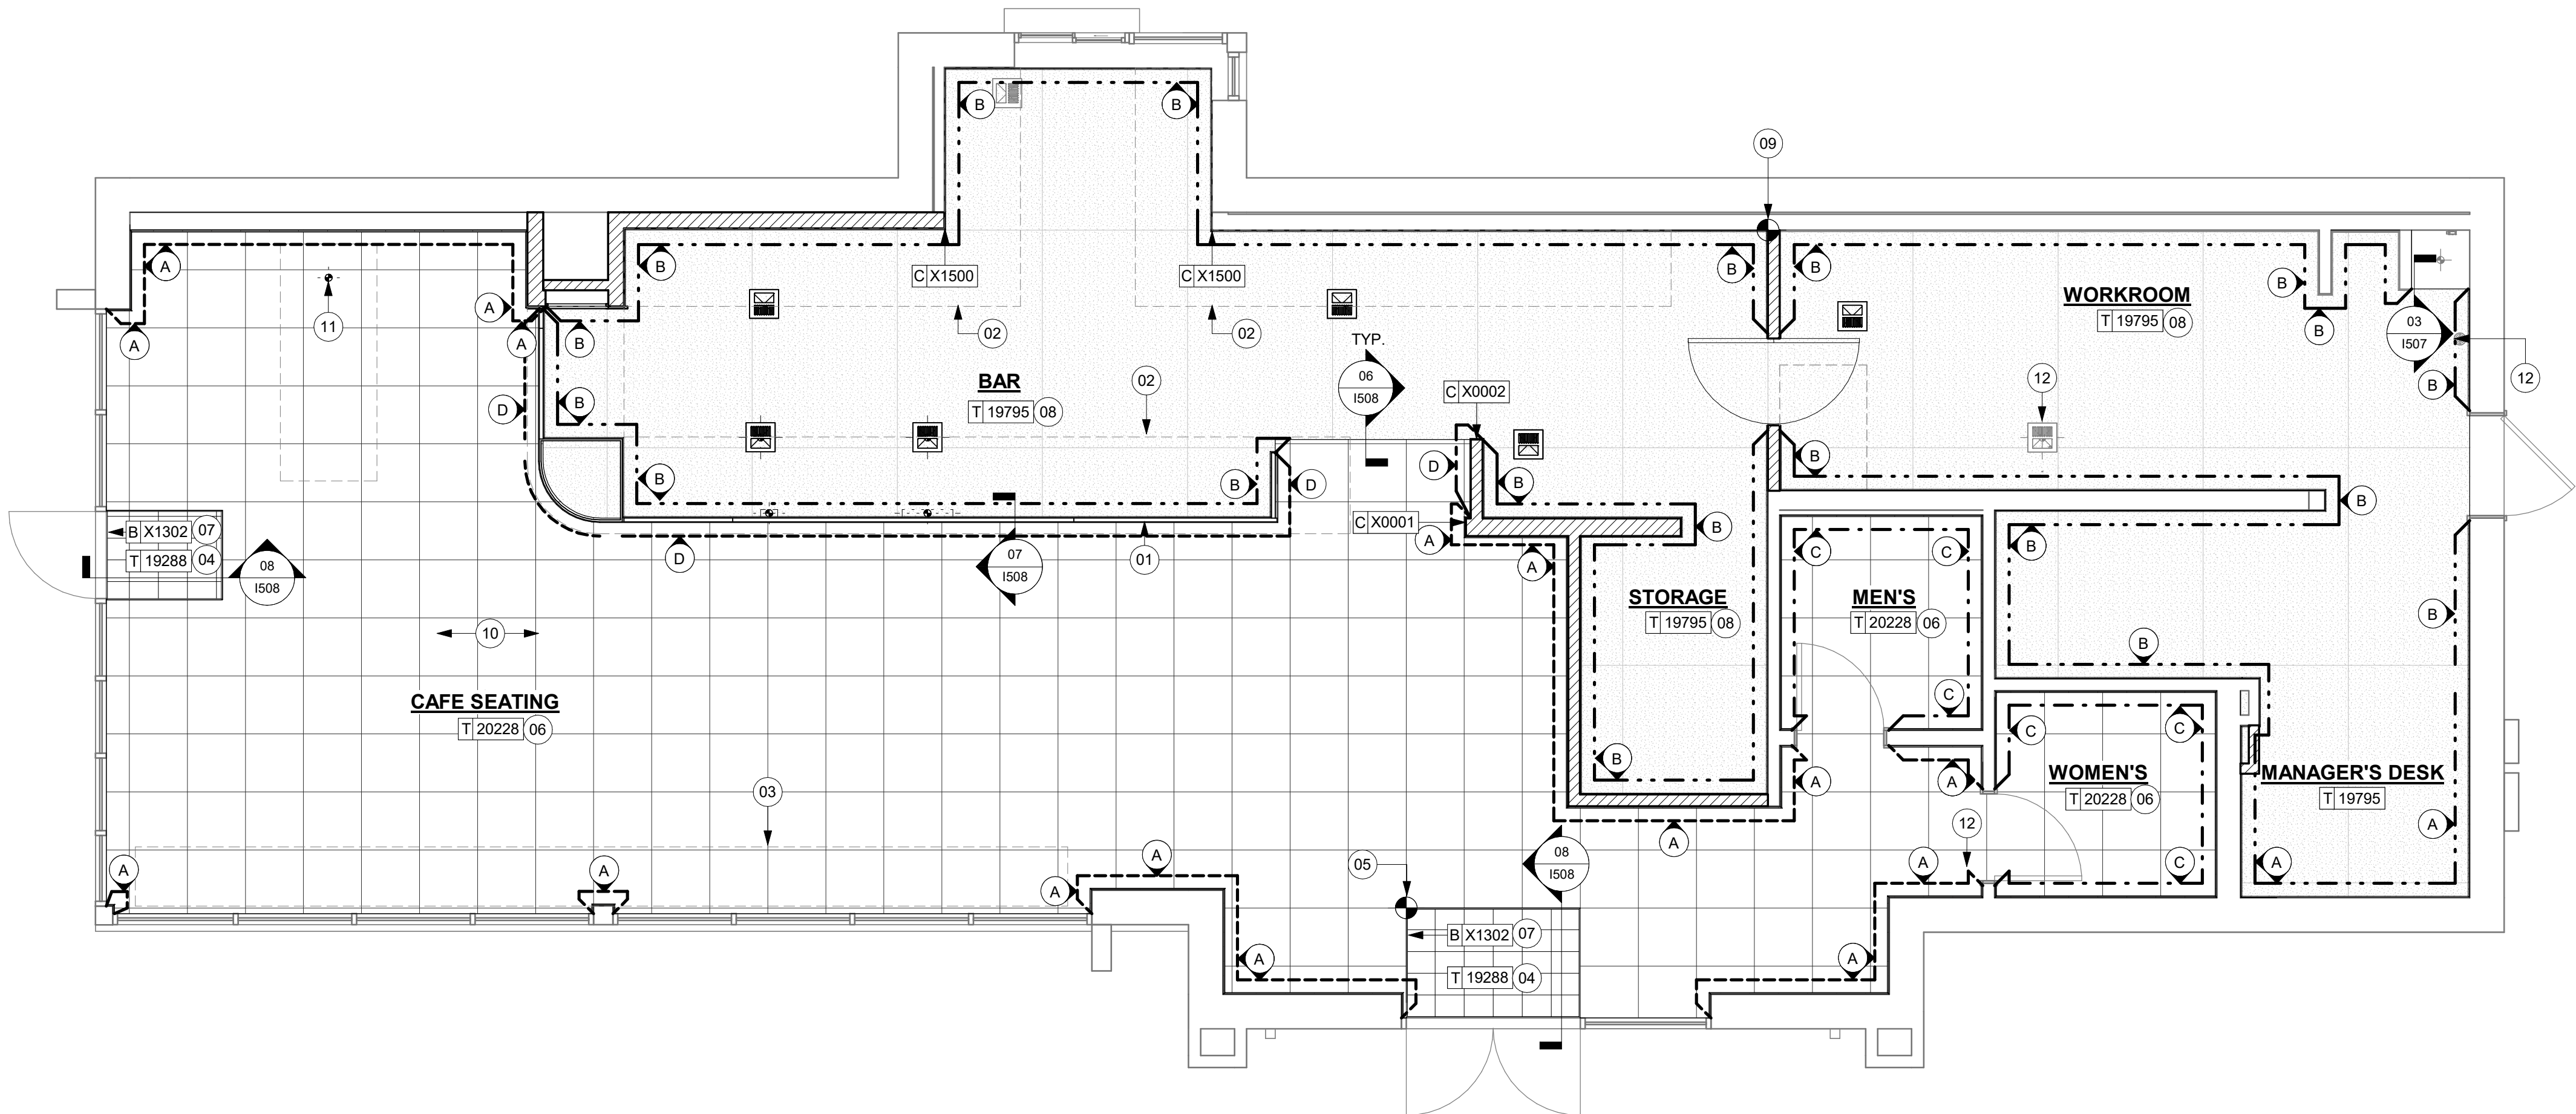 09
B
B
A
A
A
A
11
B
B
C X1500
C X1500
02
02
B
B
B
B
WORKROOM
T 19795 08
03
I507
12
B
12
TYP.
06
I508
C X0002
02
BAR
T 19795 08
D
B
B
B
D
D
B
B
C X0001
A
A
B
B
B
X1302
07
T 19288 04
08
I508
D
07
I508
01
C
C
B
B
10
STORAGE
T 19795 08
MEN'S
T 20228 06
B
CAFE SEATING
T 20228 06
C
C
C
B
A
A
WOMEN'S
T 20228 06
MANAGER'S DESK
T 19795
03
12
A
A
A
A
A
A
05
08
I508
A
A
C
A
B X1302 07
T 19288 04
A
A